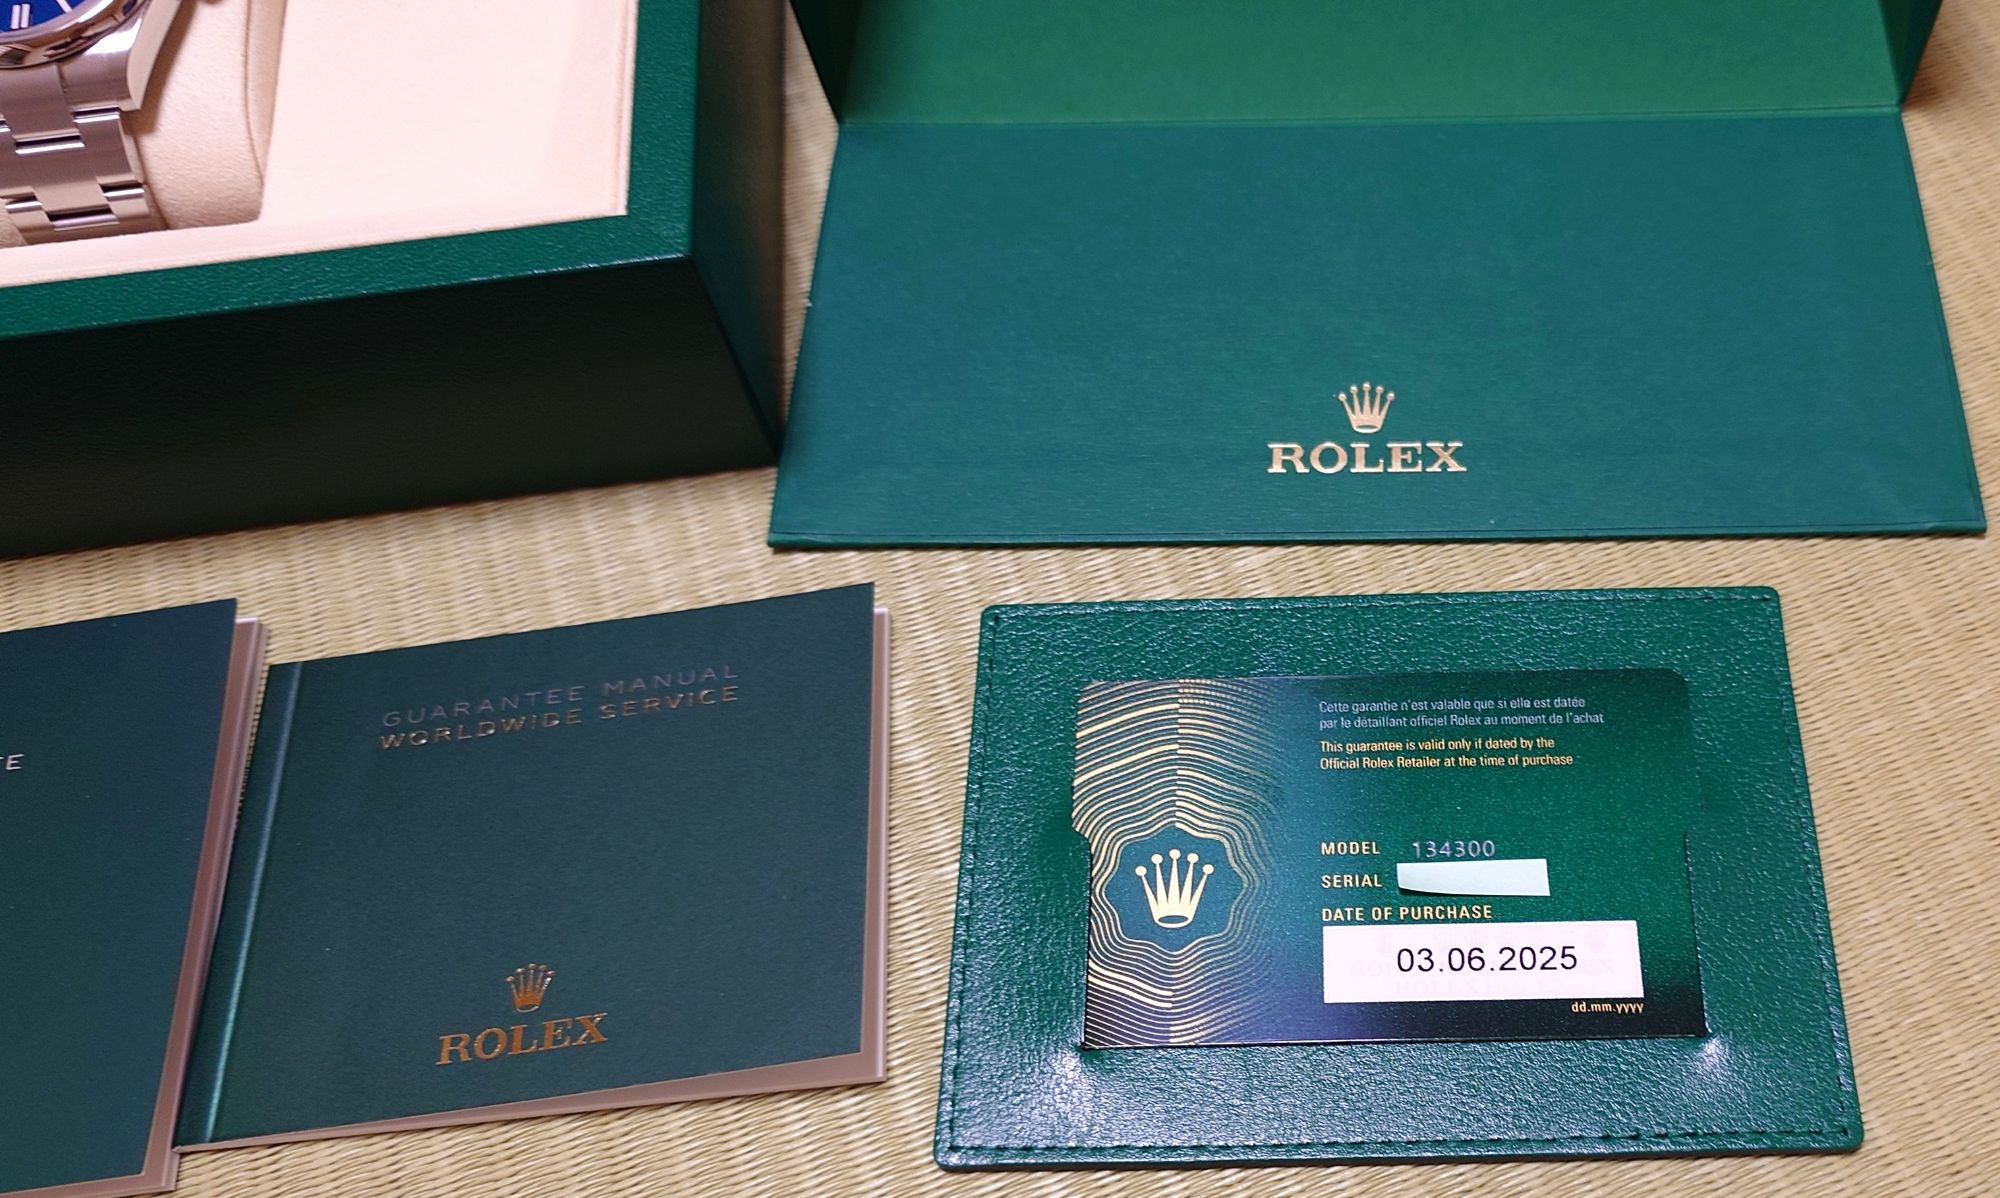 ROLEX
TE
GUARANTEE MANUAL
WORLDWIDE SERVICE
ROLEX
Cette garantie n'est valable que si elle est datée
par le détaillant officiel Rolex au moment de l'achat
This guarantee is valid only if dated by the
Official Rolex Retailer at the time of purchase
MODEL 134300
SERIAL
DATE OF PURCHASE
03.06.2025
dd.mm.yyyy